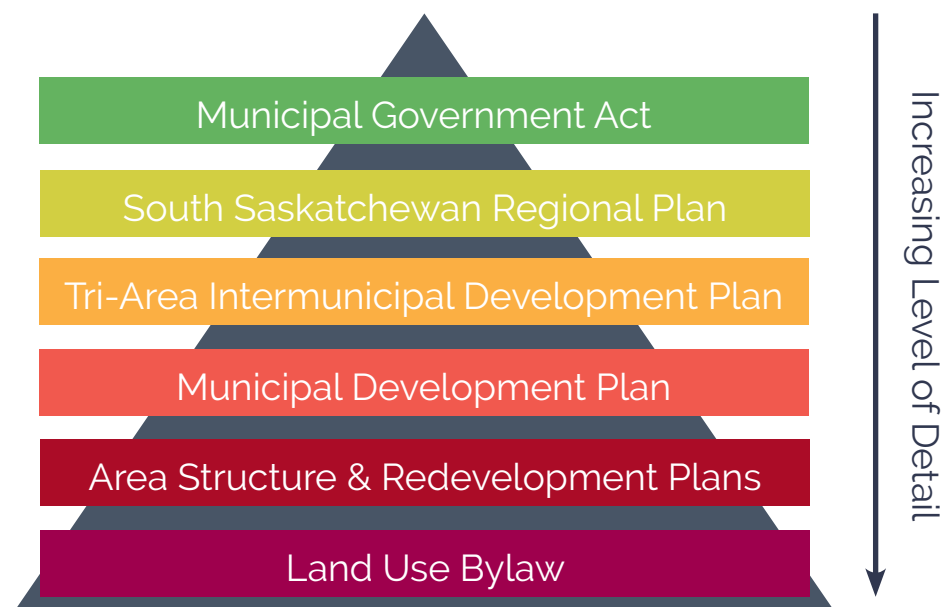 Municipal Government Act
South Saskatchewan Regional Plan
Tri-Area Intermunicipal Development Plan
Municipal Development Plan
Area Structure & Redevelopment Plans
Land Use Bylaw
Increasing Level of Detail